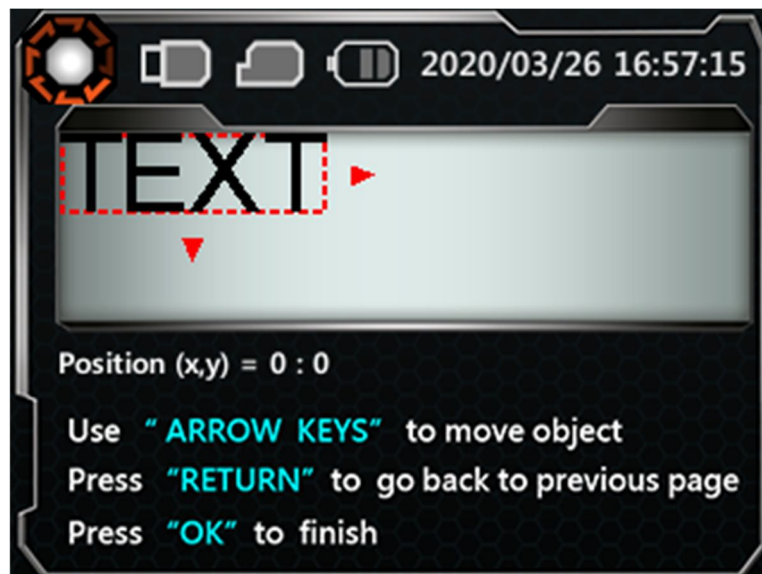 2020/03/26 16:57:15
TEXT
Position (x,y) = 0 : 0
Use “ ARROW KEYS” to move object
Press “RETURN” to go back to previous page
Press “OK” to finish